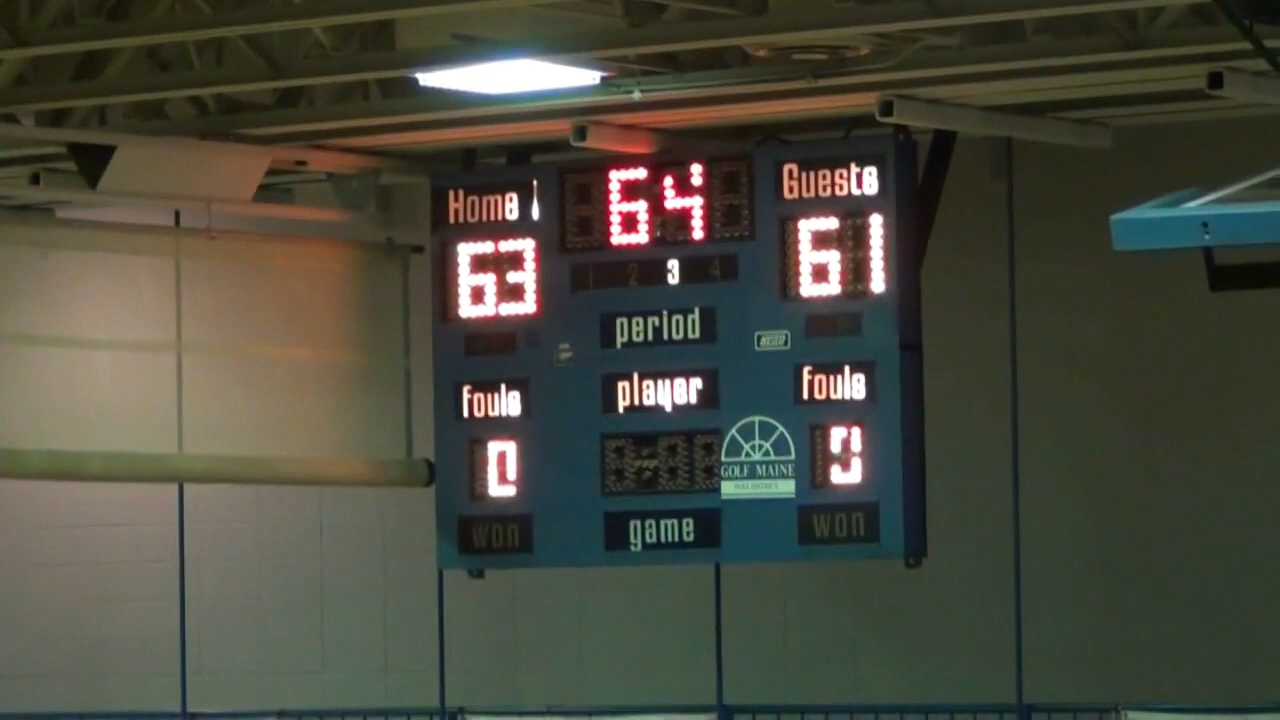 Home 64 Guests
63 61
1 2 3 4
period
fouls player fouls
0
GOLF MAINE
won game won